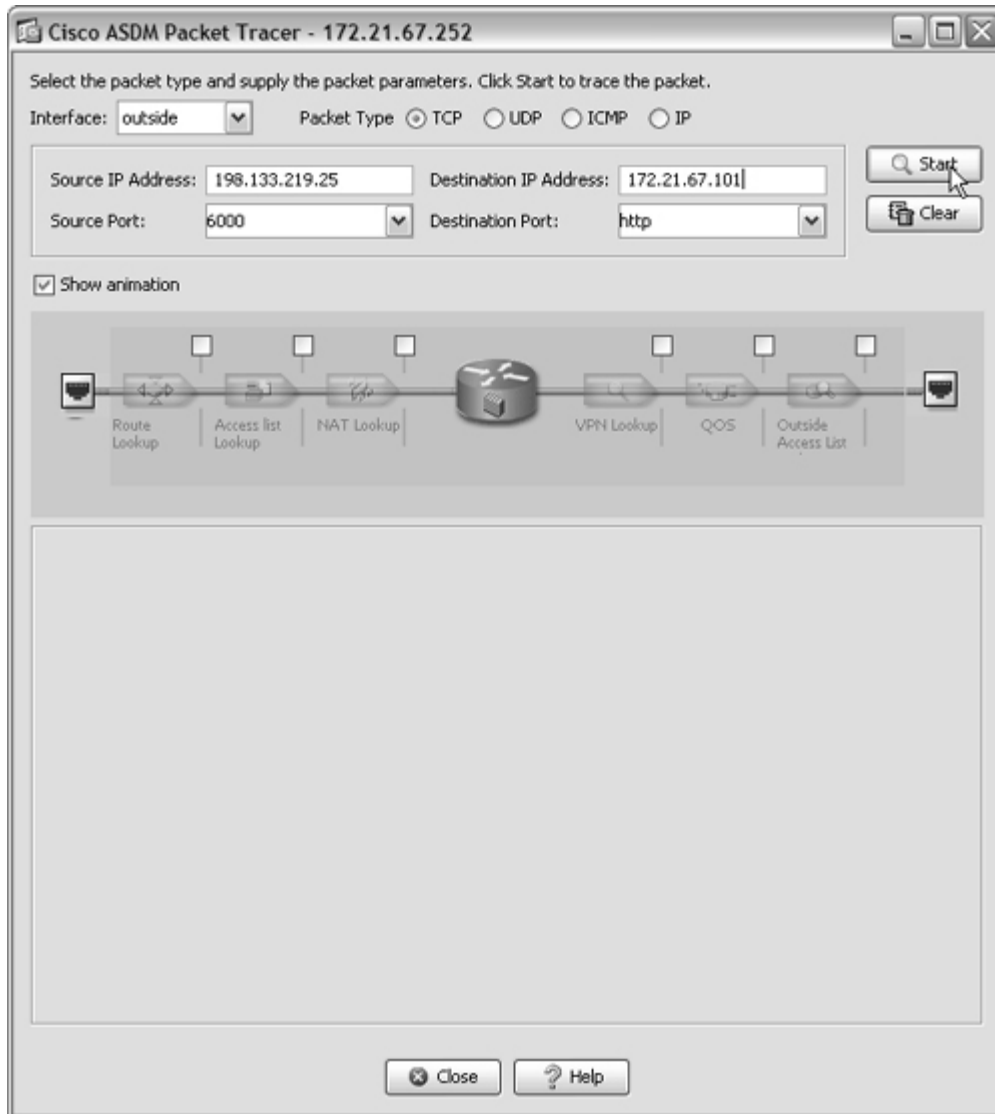 Cisco ASDM Packet Tracer - 172.21.67.252
Select the packet type and supply the packet parameters. Click Start to trace the packet.
Interface: outside Packet Type TCP UDP ICMP IP
Source IP Address: 198.133.219.25 Destination IP Address: 172.21.67.101 Start
Source Port: 6000 Destination Port: http Clear
Show animation
Route Lookup
Access list Lookup
NAT Lookup
VPN Lookup
QOS
Outside Access List
Close Help